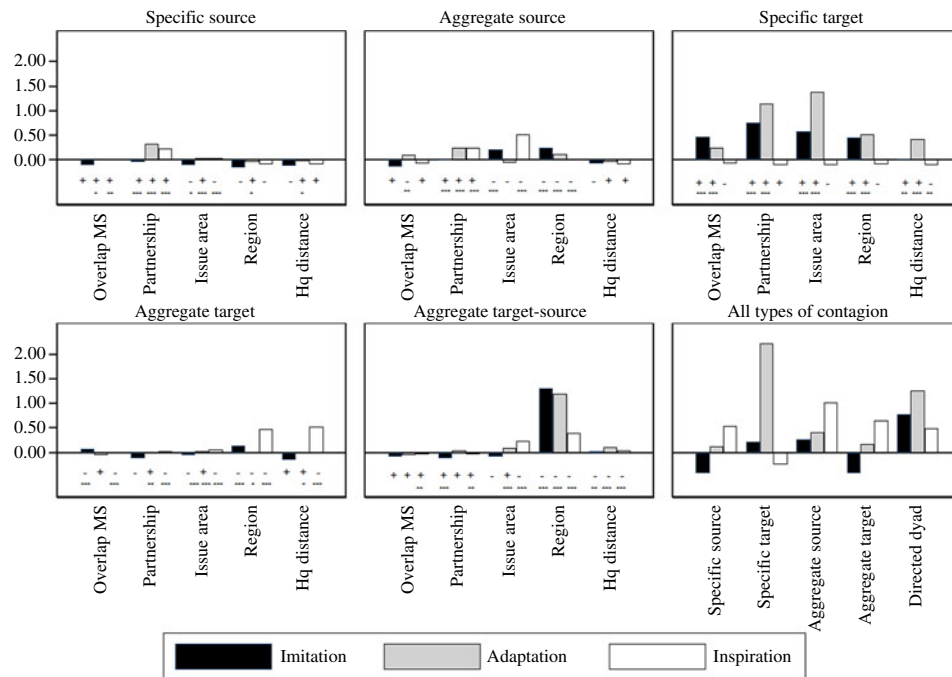 Specific source
Aggregate source
Specific target
2.00
1.50
1.00
0.50
0.00
Overlap MS
Partnership
Issue area
Region
Hq distance
Overlap MS
Partnership
Issue area
Region
Hq distance
Overlap MS
Partnership
Issue area
Region
Hq distance
Aggregate target
Aggregate target-source
All types of contagion
2.00
1.50
1.00
0.50
0.00
Overlap MS
Partnership
Issue area
Region
Hq distance
Overlap MS
Partnership
Issue area
Region
Hq distance
Specific source
Specific target
Aggregate source
Aggregate target
Directed dyad
Imitation
Adaptation
Inspiration